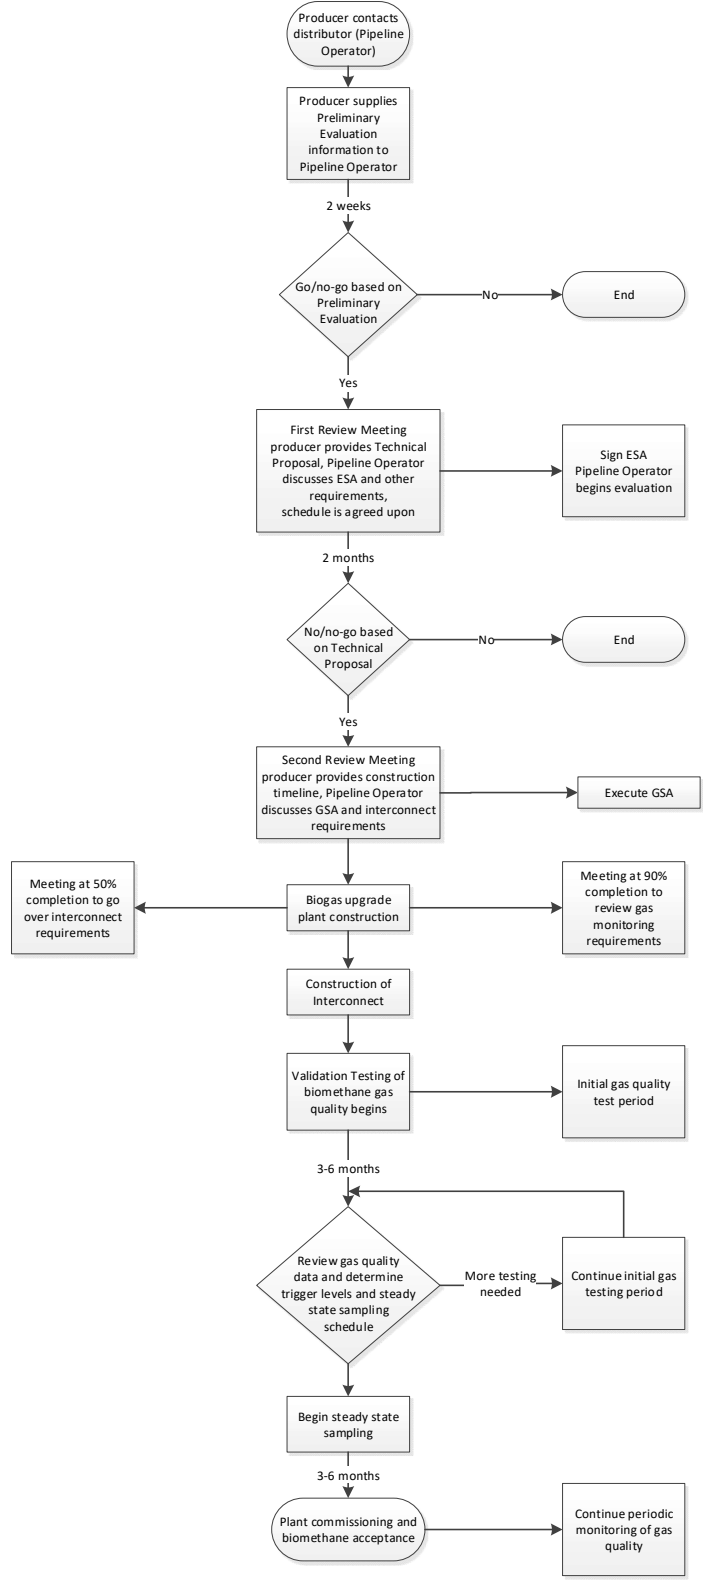 Producer contacts
distributor (Pipeline
Operator)
Producer supplies
Preliminary
Evaluation
information to
Pipeline Operator
2 weeks
Go/no-go based on
Preliminary
Evaluation
No
End
Yes
First Review Meeting
producer provides Technical
Proposal, Pipeline Operator
discusses ESA and other
requirements,
schedule is agreed upon
Sign ESA
Pipeline Operator
begins evaluation
2 months
No/no-go based
on Technical
Proposal
No
End
Yes
Second Review Meeting
producer provides construction
timeline, Pipeline Operator
discusses GSA and interconnect
requirements
Execute GSA
Meeting at 50%
completion to go
over interconnect
requirements
Biogas upgrade
plant construction
Meeting at 90%
completion to
review gas
monitoring
requirements
Construction of
Interconnect
Validation Testing of
biomethane gas
quality begins
Initial gas quality
test period
3-6 months
Review gas quality
data and determine
trigger levels and steady
state sampling
schedule
More testing
needed
Continue initial gas
testing period
Begin steady state
sampling
3-6 months
Plant commissioning and
biomethane acceptance
Continue periodic
monitoring of gas
quality